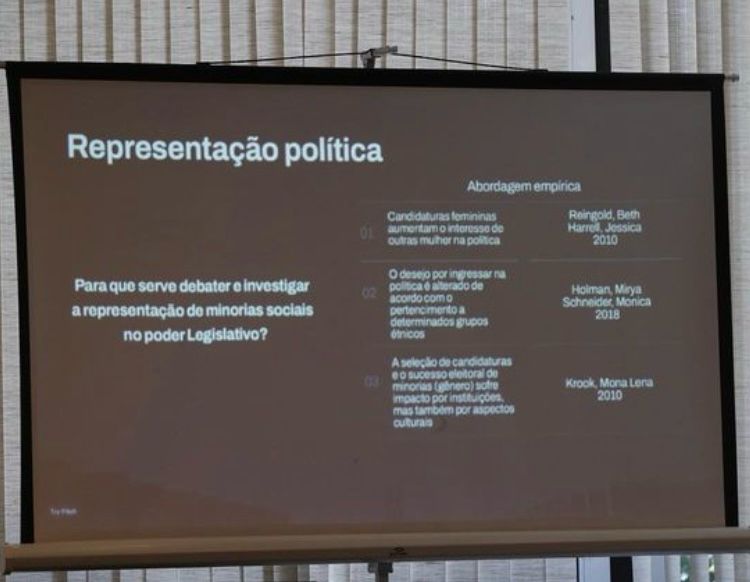 Representação política
Abordagem empírica
Para que serve debater e investigar
a representação de minorias sociais
no poder Legislativo?
01
Candidaturas femininas
aumentam o interesse de
outras mulher na política
Reingold, Beth
Harrell, Jessica
2010
02
O desejo por ingressar na
política é alterado de
acordo com o
pertencimento a
determinados grupos
étnicos
Holman, Mirya
Schneider, Monica
2018
03
A seleção de candidaturas
e o sucesso eleitoral de
minorias (gênero) sofre
impacto por instituições,
mas também por aspectos
culturais
Krook, Mona Lena
2010
Try Pitch